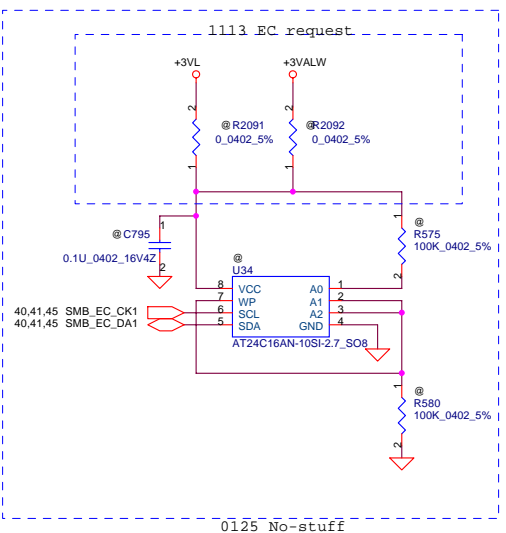 1113 EC request
+3VL
+3VALW
2
2
@ R2091
@R2092
0_0402_5%
0_0402_5%
1
1
1
@ C795
2
0.1U_0402_16V4Z
1
@
R575
100K_0402_5%
2
@
U34
8 VCC A0 1
7 WP A1 2
40,41,45 SMB_EC_CK1 6 SCL A2 3
40,41,45 SMB_EC_DA1 5 SDA GND 4
AT24C16AN-10SI-2.7_SO8
1
@
R580
100K_0402_5%
2
0125 No-stuff